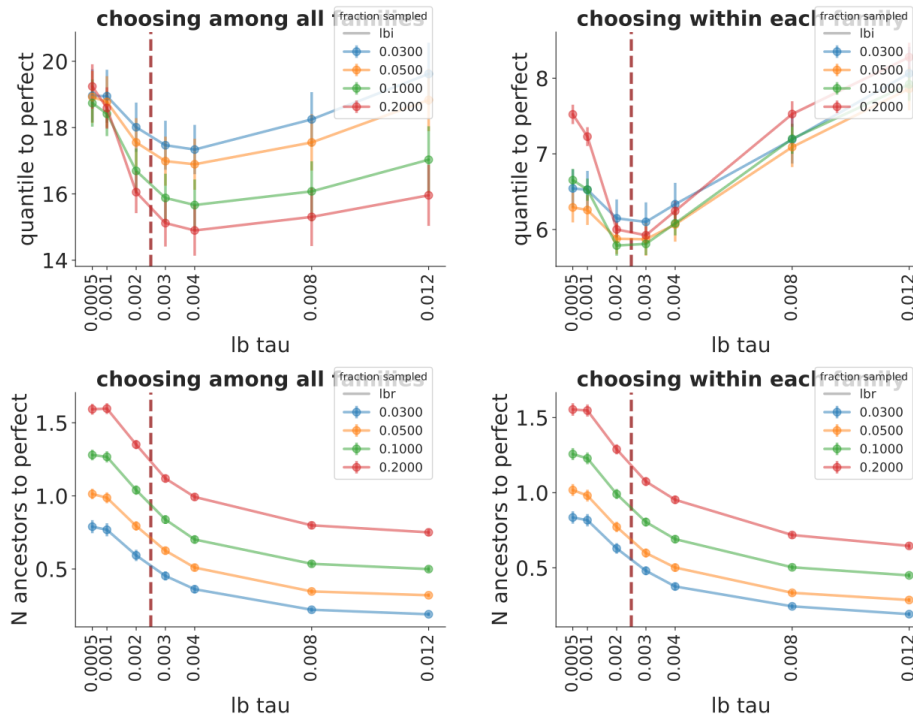 choosing among all families
fraction sampled
lbi
0.0300
0.0500
0.1000
0.2000
quantile to perfect
20
18
16
14
0.0005
0.001
0.002
0.003
0.004
0.008
0.012
lb tau
choosing within each family
fraction sampled
lbi
0.0300
0.0500
0.1000
0.2000
quantile to perfect
8
7
6
0.0005
0.001
0.002
0.003
0.004
0.008
0.012
lb tau
choosing among all families
fraction sampled
lbr
0.0300
0.0500
0.1000
0.2000
N ancestors to perfect
1.5
1.0
0.5
0.0005
0.001
0.002
0.003
0.004
0.008
0.012
lb tau
choosing within each family
fraction sampled
lbr
0.0300
0.0500
0.1000
0.2000
N ancestors to perfect
1.5
1.0
0.5
0.0005
0.001
0.002
0.003
0.004
0.008
0.012
lb tau